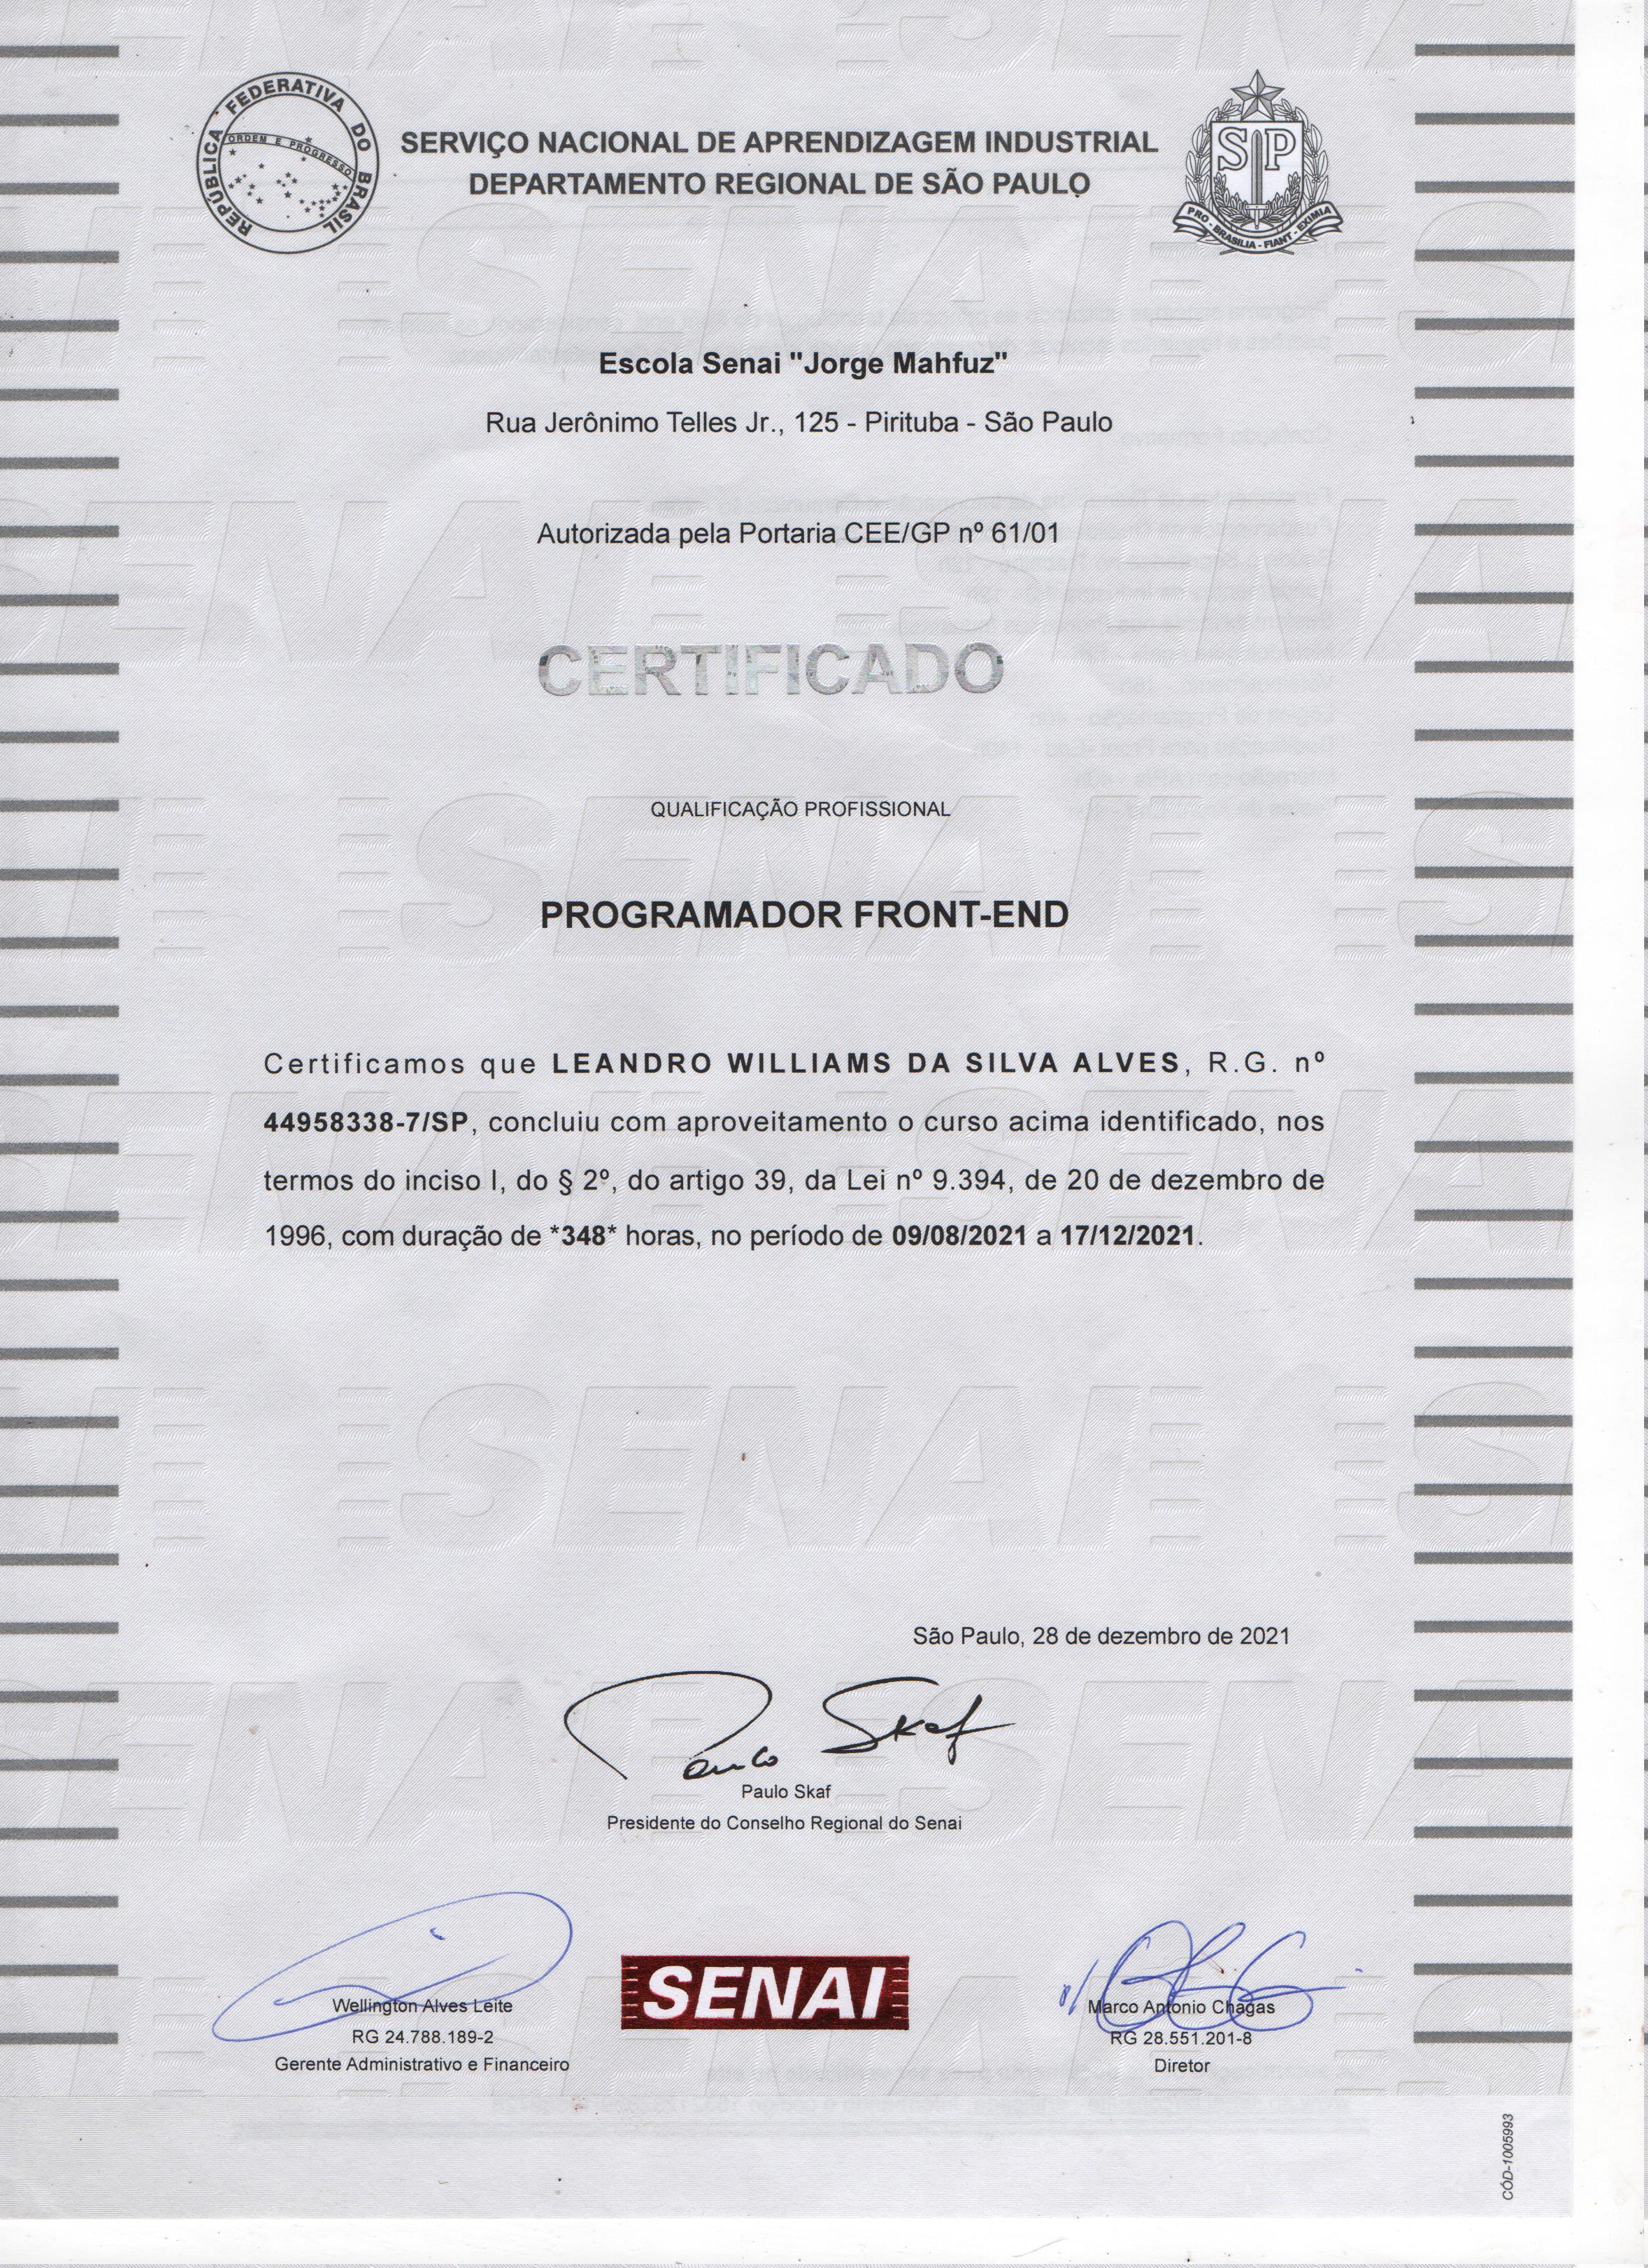 REPÚBLICA FEDERATIVA DO BRASIL
ORDEM E PROGRESSO
SERVIÇO NACIONAL DE APRENDIZAGEM INDUSTRIAL
DEPARTAMENTO REGIONAL DE SÃO PAULO
SP
PRO - BRASILIA - FIANT - EXIMIA
Escola Senai "Jorge Mahfuz"
Rua Jerônimo Telles Jr., 125 - Pirituba - São Paulo
Autorizada pela Portaria CEE/GP nº 61/01
CERTIFICADO
QUALIFICAÇÃO PROFISSIONAL
PROGRAMADOR FRONT-END
Certificamos que LEANDRO WILLIAMS DA SILVA ALVES, R.G. nº
44958338-7/SP, concluiu com aproveitamento o curso acima identificado, nos
termos do inciso I, do § 2º, do artigo 39, da Lei nº 9.394, de 20 de dezembro de
1996, com duração de *348* horas, no período de 09/08/2021 a 17/12/2021.
São Paulo, 28 de dezembro de 2021
Paulo Skaf
Paulo Skaf
Presidente do Conselho Regional do Senai
Wellington Alves Leite
RG 24.788.189-2
Gerente Administrativo e Financeiro
SENAI
Marco Antonio Chagas
RG 28.551.201-8
Diretor
CÓD-1005993